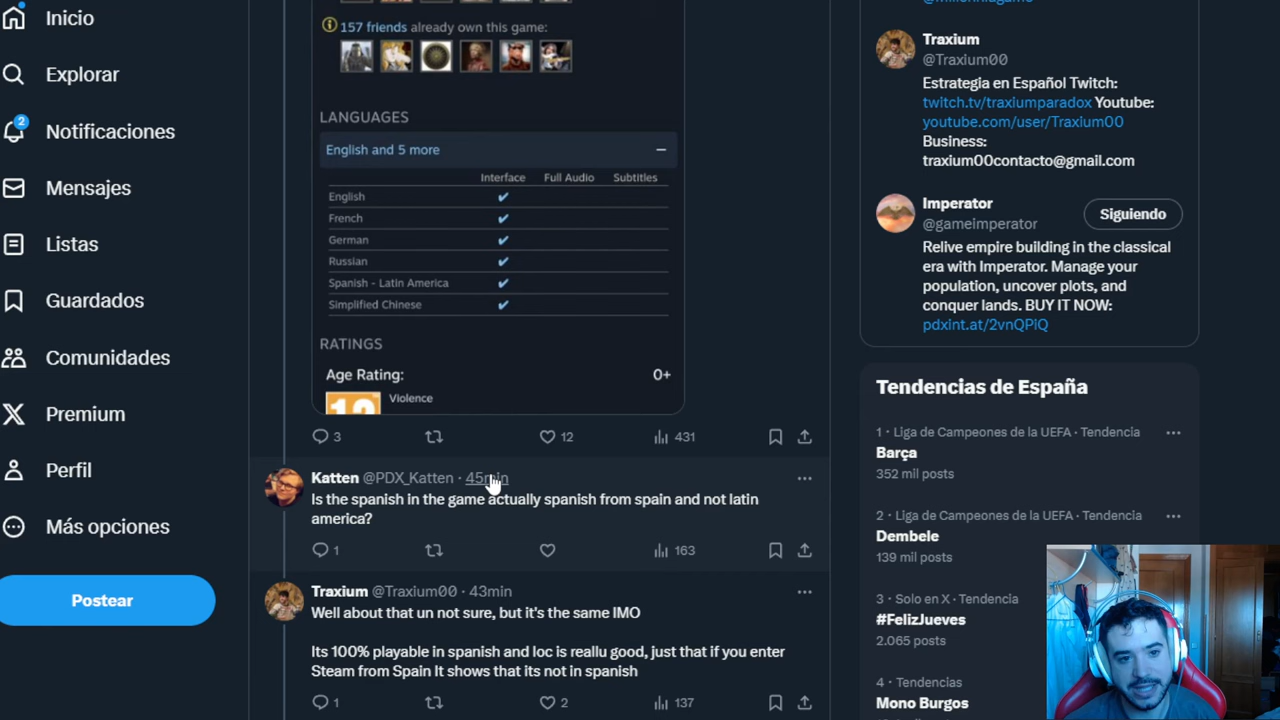 Inicio
Explorar
2
Notificaciones
Mensajes
Listas
Guardados
Comunidades
Premium
Perfil
Más opciones
Postear
157 friends already own this game:
LANGUAGES
English and 5 more
Interface Full Audio Subtitles
English ✔
French ✔
German ✔
Russian ✔
Spanish - Latin America ✔
Simplified Chinese ✔
RATINGS
Age Rating: 0+
Violence
3 12 431
Katten @PDX_Katten · 45min
Is the spanish in the game actually spanish from spain and not latin
america?
1 163
Traxium @Traxium00 · 43min
Well about that un not sure, but it's the same IMO
Its 100% playable in spanish and loc is reallu good, just that if you enter
Steam from Spain It shows that its not in spanish
1 2 137
Traxium
@Traxium00
Estrategia en Español Twitch:
twitch.tv/traxiumparadox Youtube:
youtube.com/user/Traxium00
Business:
traxium00contacto@gmail.com
Imperator
@gameimperator
Siguiendo
Relive empire building in the classical
era with Imperator. Manage your
population, uncover plots, and
conquer lands. BUY IT NOW:
pdxint.at/2vnQPiQ
Tendencias de España
1 · Liga de Campeones de la UEFA · Tendencia
Barça
352 mil posts
2 · Liga de Campeones de la UEFA · Tendencia
Dembele
139 mil posts
3 · Solo en X · Tendencia
#FelizJueves
2.065 posts
4 · Tendencias
Mono Burgos